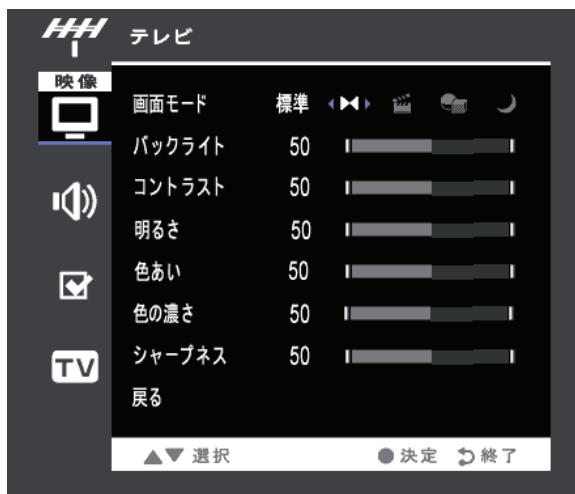 テレビ
映像
画面モード 標準
バックライト 50
コントラスト 50
明るさ 50
色あい 50
色の濃さ 50
シャープネス 50
TV
戻る
▲▼ 選択 ●決定 終了